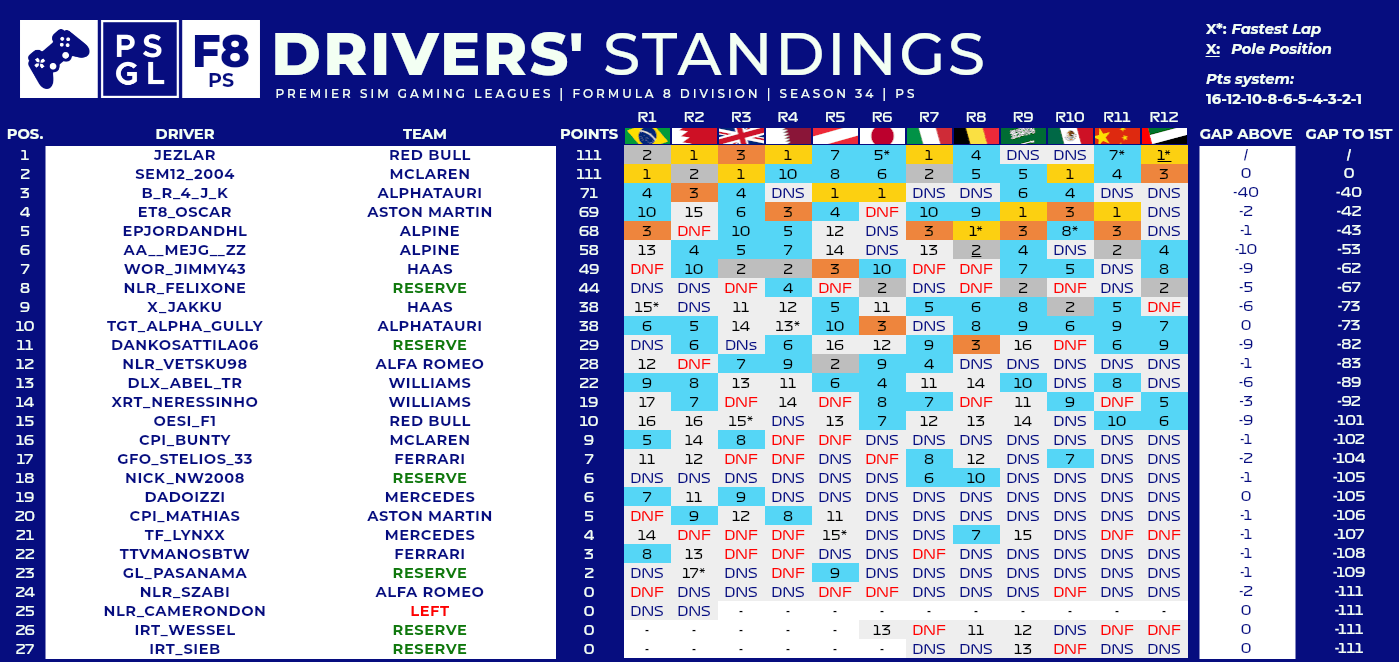 PS GL
F8 PS
DRIVERS' STANDINGS
PREMIER SIM GAMING LEAGUES | FORMULA 8 DIVISION | SEASON 34 | PS
X*: Fastest Lap
X: Pole Position
Pts system:
16-12-10-8-6-5-4-3-2-1
R1 R2 R3 R4 R5 R6 R7 R8 R9 R10 R11 R12
POS. DRIVER TEAM POINTS GAP ABOVE GAP TO 1ST
1 JEZLAR RED BULL 111 2 1 3 1 7 5* 1 4 DNS DNS 7* 1* / /
2 SEM12_2004 MCLAREN 111 1 2 1 10 8 6 2 5 5 1 4 3 0 0
3 B_R_4_J_K ALPHATAURI 71 4 3 4 DNS 1 1 DNS DNS 6 4 DNS DNS -40 -40
4 ET8_OSCAR ASTON MARTIN 69 10 15 6 3 4 DNF 10 9 1 3 1 DNS -2 -42
5 EPJORDANDHL ALPINE 68 3 DNF 10 5 12 DNS 3 1* 3 8* 3 DNS -1 -43
6 AA__MEJG__ZZ ALPINE 58 13 4 5 7 14 DNS 13 2 4 DNS 2 4 -10 -53
7 WOR_JIMMY43 HAAS 49 DNF 10 2 2 3 10 DNF DNF 7 5 DNS 8 -9 -62
8 NLR_FELIXONE RESERVE 44 DNS DNS DNF 4 DNF 2 DNS DNF 2 DNF DNS 2 -5 -67
9 X_JAKKU HAAS 38 15* DNS 11 12 5 11 5 6 8 2 5 DNF -6 -73
10 TGT_ALPHA_GULLY ALPHATAURI 38 6 5 14 13* 10 3 DNS 8 9 6 9 7 0 -73
11 DANKOSATTILA06 RESERVE 29 DNS 6 DNs 6 16 12 9 3 16 DNF 6 9 -9 -82
12 NLR_VETSKU98 ALFA ROMEO 28 12 DNF 7 9 2 9 4 DNS DNS DNS DNS DNS -1 -83
13 DLX_ABEL_TR WILLIAMS 22 9 8 13 11 6 4 11 14 10 DNS 8 DNS -6 -89
14 XRT_NERESSINHO WILLIAMS 19 17 7 DNF 14 DNF 8 7 DNF 11 9 DNF 5 -3 -92
15 OESI_F1 RED BULL 10 16 16 15* DNS 13 7 12 13 14 DNS 10 6 -9 -101
16 CPI_BUNTY MCLAREN 9 5 14 8 DNF DNF DNS DNS DNS DNS DNS DNS DNS -1 -102
17 GFO_STELIOS_33 FERRARI 7 11 12 DNF DNF DNS DNF 8 12 DNS 7 DNS DNS -2 -104
18 NICK_NW2008 RESERVE 6 DNS DNS DNS DNS DNS DNS 6 10 DNS DNS DNS DNS -1 -105
19 DADOIZZI MERCEDES 6 7 11 9 DNS DNS DNS DNS DNS DNS DNS DNS DNS 0 -105
20 CPI_MATHIAS ASTON MARTIN 5 DNF 9 12 8 11 DNS DNS DNS DNS DNS DNS DNS -1 -106
21 TF_LYNXX MERCEDES 4 14 DNF DNF DNF 15* DNS DNS 7 15 DNS DNF DNF -1 -107
22 TTVMANOSBTW FERRARI 3 8 13 DNF DNF DNS DNS DNF DNS DNS DNS DNS DNS -1 -108
23 GL_PASANAMA RESERVE 2 DNS 17* DNS DNF 9 DNS DNS DNS DNS DNS DNS DNS -1 -109
24 NLR_SZABI ALFA ROMEO 0 DNF DNS DNS DNS DNF DNF DNS DNS DNS DNF DNS DNS -2 -111
25 NLR_CAMERONDON LEFT 0 DNS DNS - - - - - - - - - - 0 -111
26 IRT_WESSEL RESERVE 0 - - - - - 13 DNF 11 12 DNS DNF DNF 0 -111
27 IRT_SIEB RESERVE 0 - - - - - - DNS DNS 13 DNF DNS DNS 0 -111